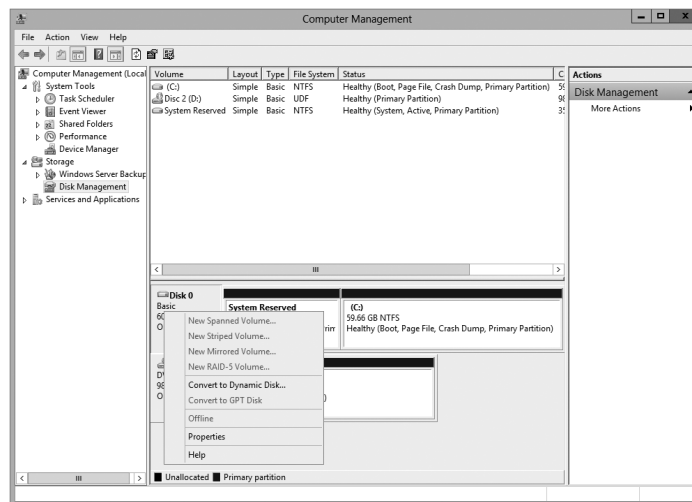 Computer Management
File Action View Help
Computer Management (Local
System Tools
Task Scheduler
Event Viewer
Shared Folders
Performance
Device Manager
Storage
Windows Server Backup
Disk Management
Services and Applications
Volume Layout Type File System Status C
(C:) Simple Basic NTFS Healthy (Boot, Page File, Crash Dump, Primary Partition) 59
Disc 2 (D:) Simple Basic UDF Healthy (Primary Partition) 98
System Reserved Simple Basic NTFS Healthy (System, Active, Primary Partition) 35
Actions
Disk Management
More Actions
Disk 0
Basic
60
O
System Reserved
(C:)
59.66 GB NTFS
Healthy (Boot, Page File, Crash Dump, Primary Partition)
New Spanned Volume...
New Striped Volume...
New Mirrored Volume...
New RAID-5 Volume...
Convert to Dynamic Disk...
Convert to GPT Disk
Offline
Properties
Help
Unallocated Primary partition